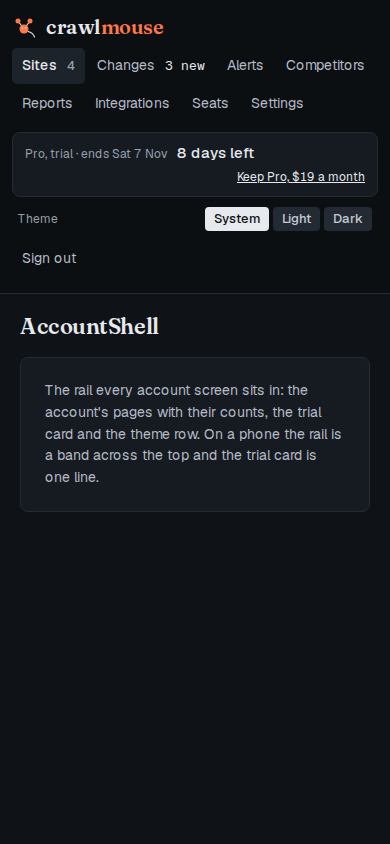 crawlmouse
Sites 4 Changes 3 new Alerts Competitors
Reports Integrations Seats Settings
Pro, trial · ends Sat 7 Nov 8 days left
Keep Pro, $19 a month
Theme System Light Dark
Sign out
AccountShell
The rail every account screen sits in: the
account's pages with their counts, the trial
card and the theme row. On a phone the rail is
a band across the top and the trial card is
one line.